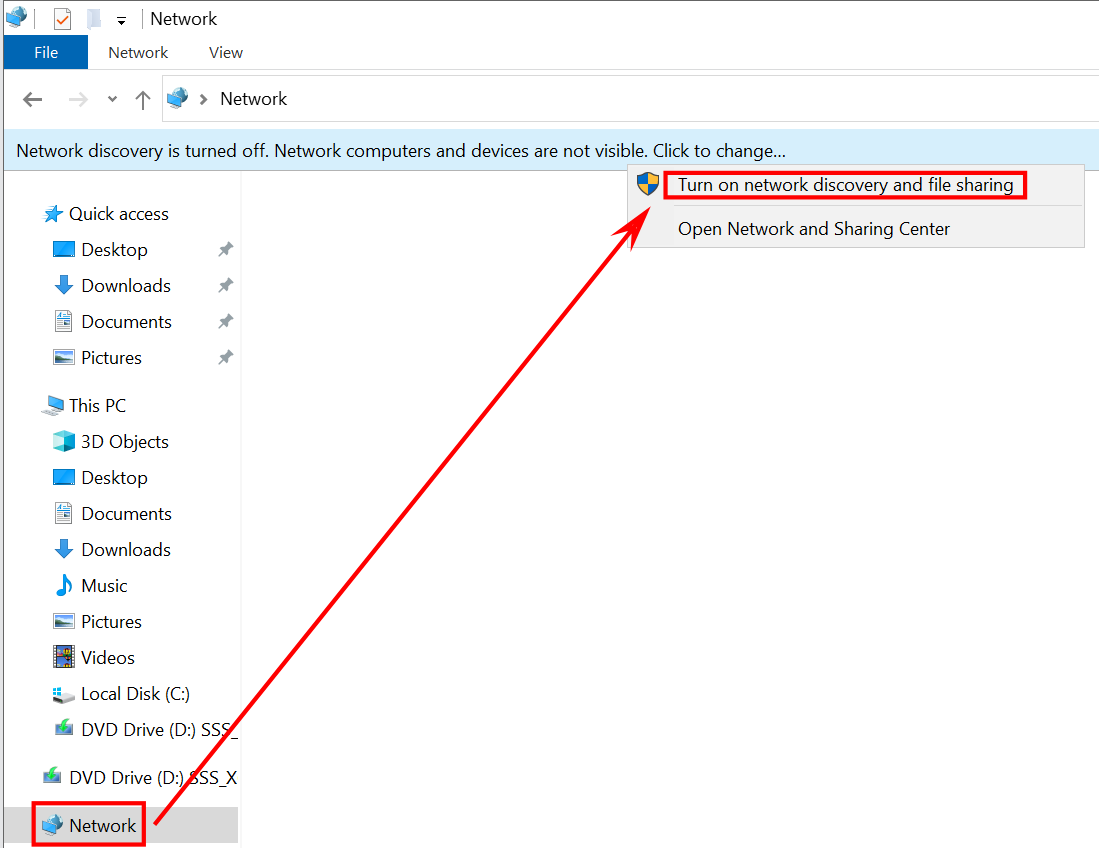 Network
File
Network
View
Network
Network discovery is turned off. Network computers and devices are not visible. Click to change...
Turn on network discovery and file sharing
Open Network and Sharing Center
Quick access
Desktop
Downloads
Documents
Pictures
This PC
3D Objects
Desktop
Documents
Downloads
Music
Pictures
Videos
Local Disk (C:)
DVD Drive (D:) SSS_
DVD Drive (D:) SSS_X
Network